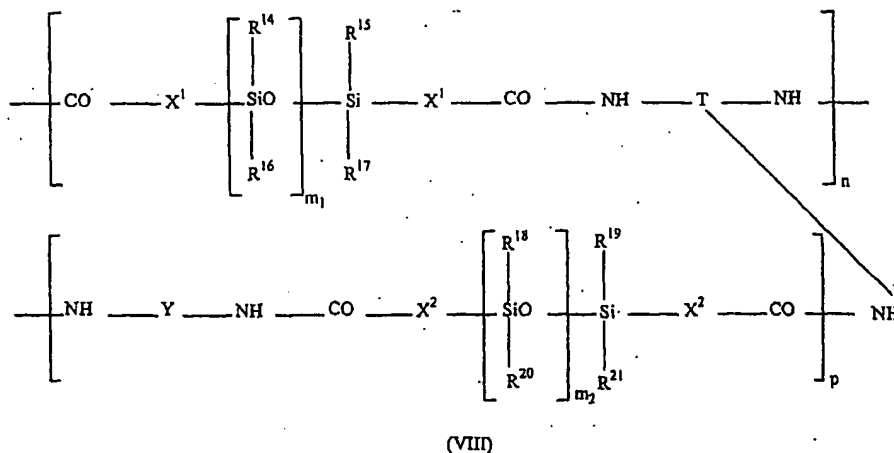 R14 R15
CO X1 SiO Si X1 CO NH T NH
R16 R17
m1 n
R18 R19
NH Y NH CO X2 SiO Si X2 CO NH
R20 R21
m2 p
(VIII)